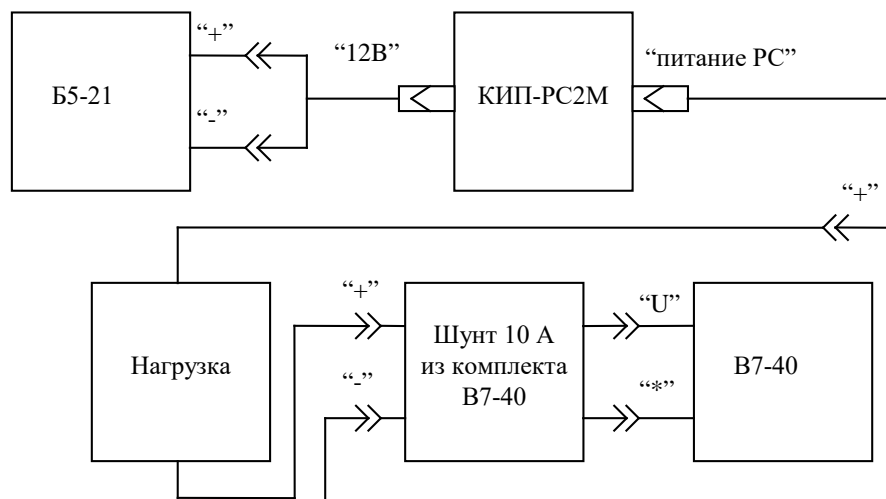 “+”
“12В”
“питание РС”
Б5-21
КИП-РС2М
“-”
“+”
“+”
“U”
Шунт 10 А
Нагрузка
из комплекта
В7-40
В7-40
“-”
“*”